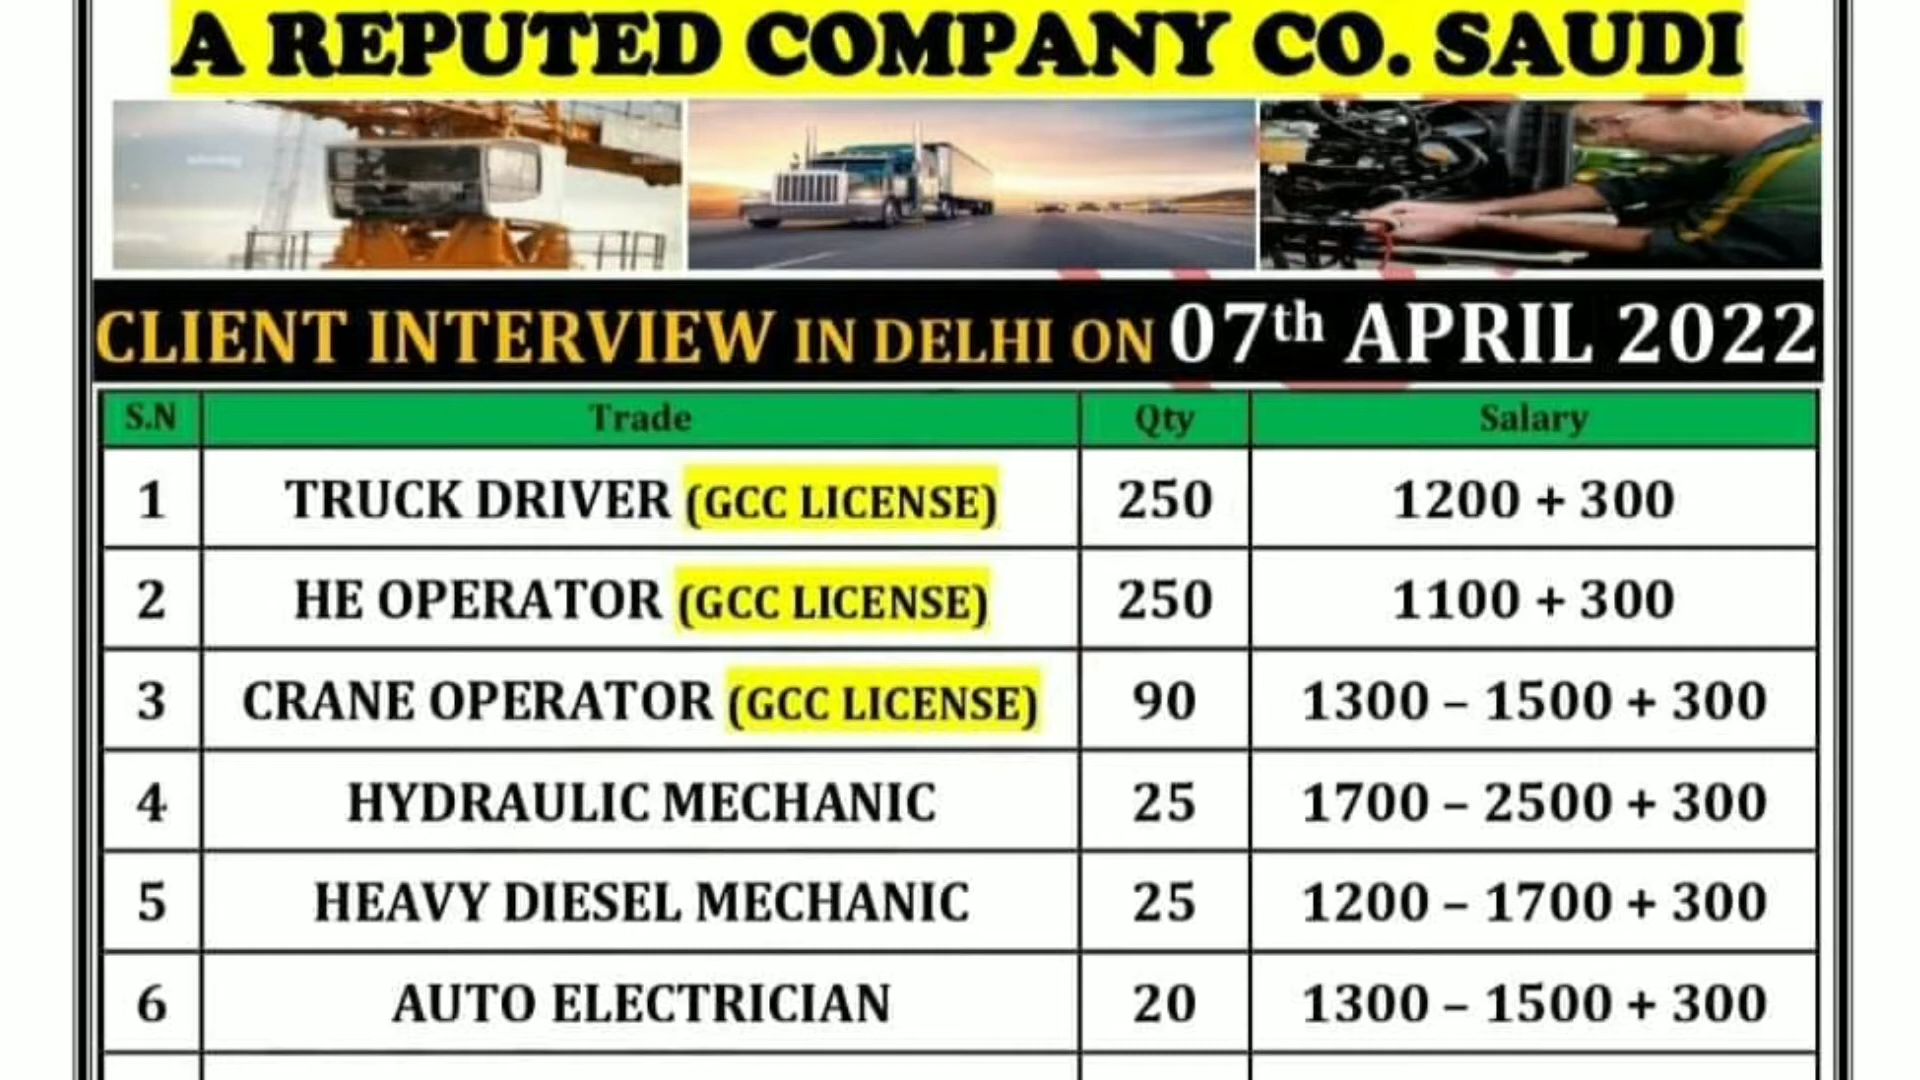 A REPUTED COMPANY CO. SAUDI
CLIENT INTERVIEW IN DELHI ON 07th APRIL 2022
S.N Trade Qty Salary
1 TRUCK DRIVER (GCC LICENSE) 250 1200 + 300
2 HE OPERATOR (GCC LICENSE) 250 1100 + 300
3 CRANE OPERATOR (GCC LICENSE) 90 1300 – 1500 + 300
4 HYDRAULIC MECHANIC 25 1700 – 2500 + 300
5 HEAVY DIESEL MECHANIC 25 1200 – 1700 + 300
6 AUTO ELECTRICIAN 20 1300 – 1500 + 300